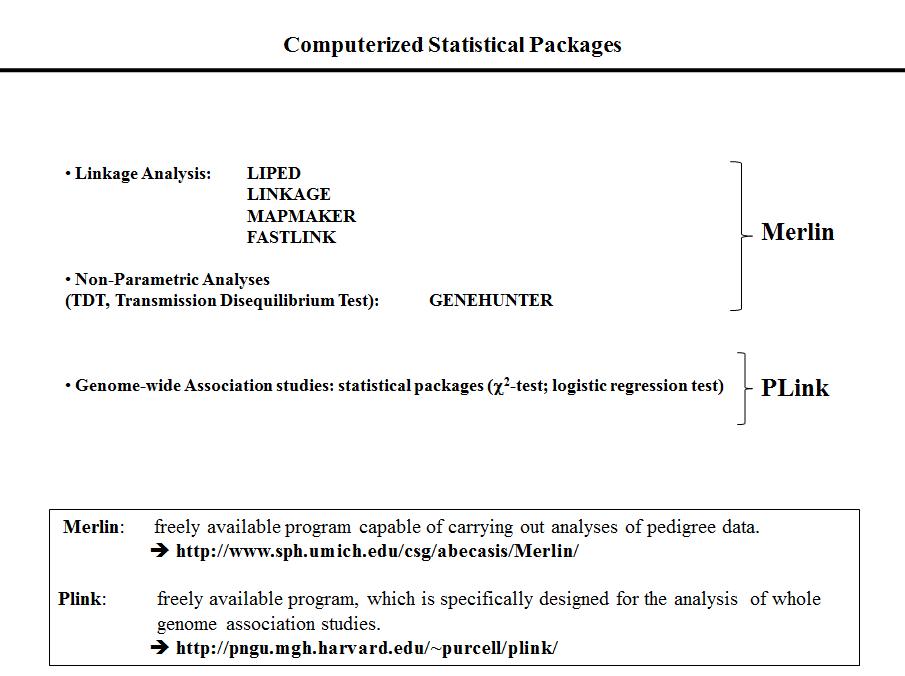 Computerized Statistical Packages
• Linkage Analysis: LIPED
LINKAGE
MAPMAKER
FASTLINK
Merlin
• Non-Parametric Analyses
(TDT, Transmission Disequilibrium Test): GENEHUNTER
• Genome-wide Association studies: statistical packages (χ²-test; logistic regression test)
PLink
Merlin: freely available program capable of carrying out analyses of pedigree data.
➔ http://www.sph.umich.edu/csg/abecasis/Merlin/
Plink: freely available program, which is specifically designed for the analysis of whole
genome association studies.
➔ http://pngu.mgh.harvard.edu/~purcell/plink/